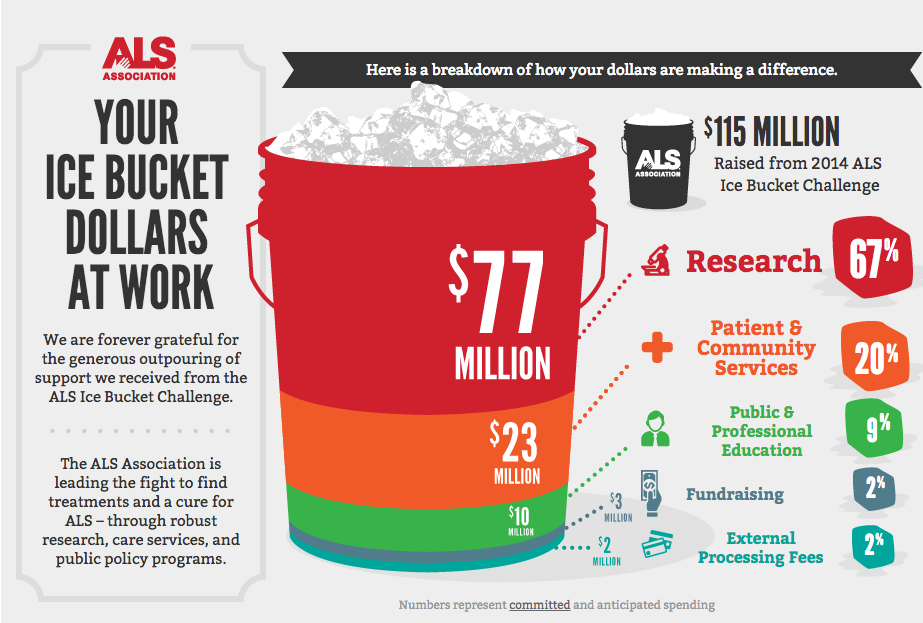 ALS
ASSOCIATION
YOUR
ICE BUCKET
DOLLARS
AT WORK
We are forever grateful for
the generous outpouring of
support we received from the
ALS Ice Bucket Challenge.
The ALS Association is
leading the fight to find
treatments and a cure for
ALS – through robust
research, care services, and
public policy programs.
Here is a breakdown of how your dollars are making a difference.
ALS
ASSOCIATION
$115 MILLION
Raised from 2014 ALS
Ice Bucket Challenge
$77
MILLION
Research
67%
$23
MILLION
Patient &
Community
Services
20%
$10
MILLION
Public &
Professional
Education
9%
$3
MILLION
Fundraising
2%
$2
MILLION
External
Processing Fees
2%
Numbers represent committed and anticipated spending